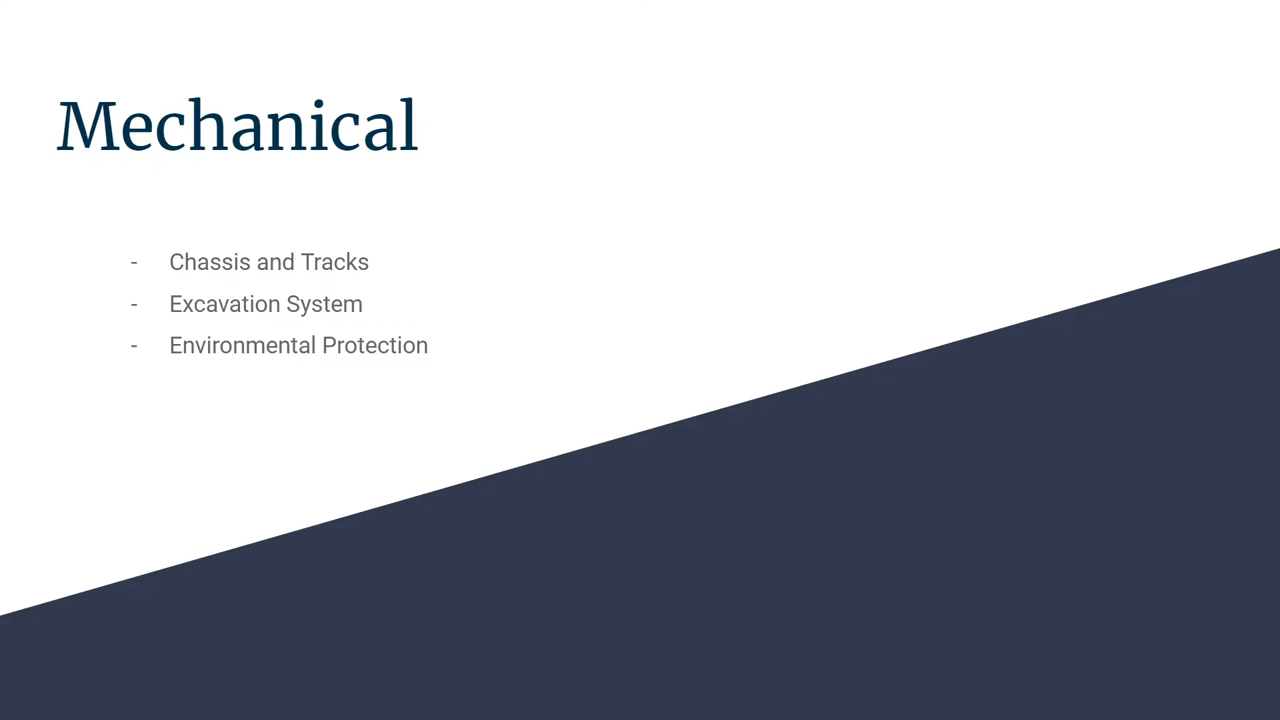 Mechanical
- Chassis and Tracks
- Excavation System
- Environmental Protection